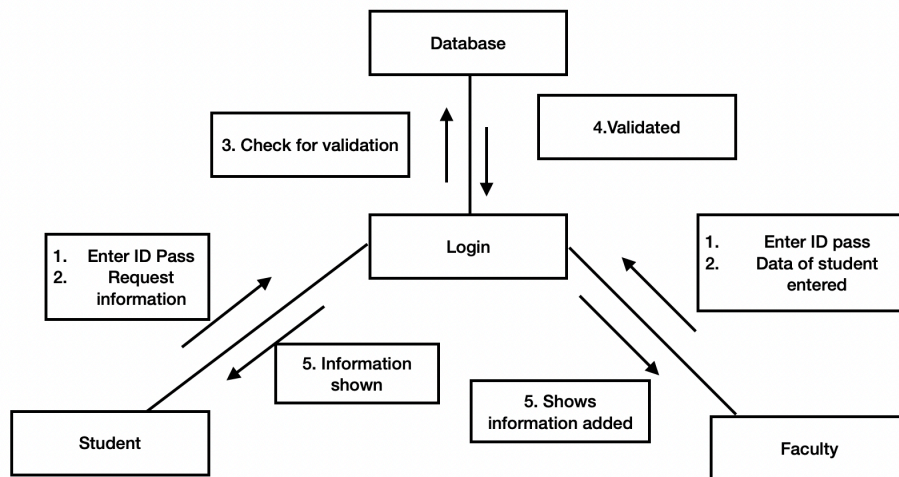 Database
3. Check for validation
4.Validated
Login
1. Enter ID Pass
2. Request
information
1. Enter ID pass
2. Data of student
entered
5. Information
shown
5. Shows
information added
Student
Faculty